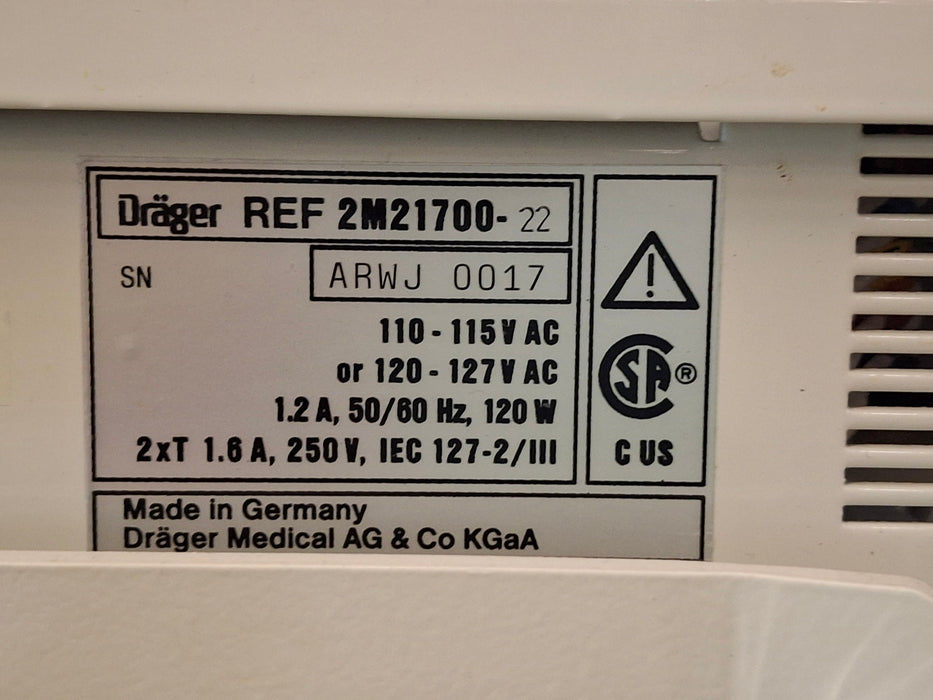 Dräger REF 2M21700- 22
SN ARWJ 0017
110 - 115 V AC
or 120 - 127 V AC
1.2 A, 50/60 Hz, 120 W
2xT 1.6 A, 250 V, IEC 127-2/III
!
SA ®
C US
Made in Germany
Dräger Medical AG & Co KGaA